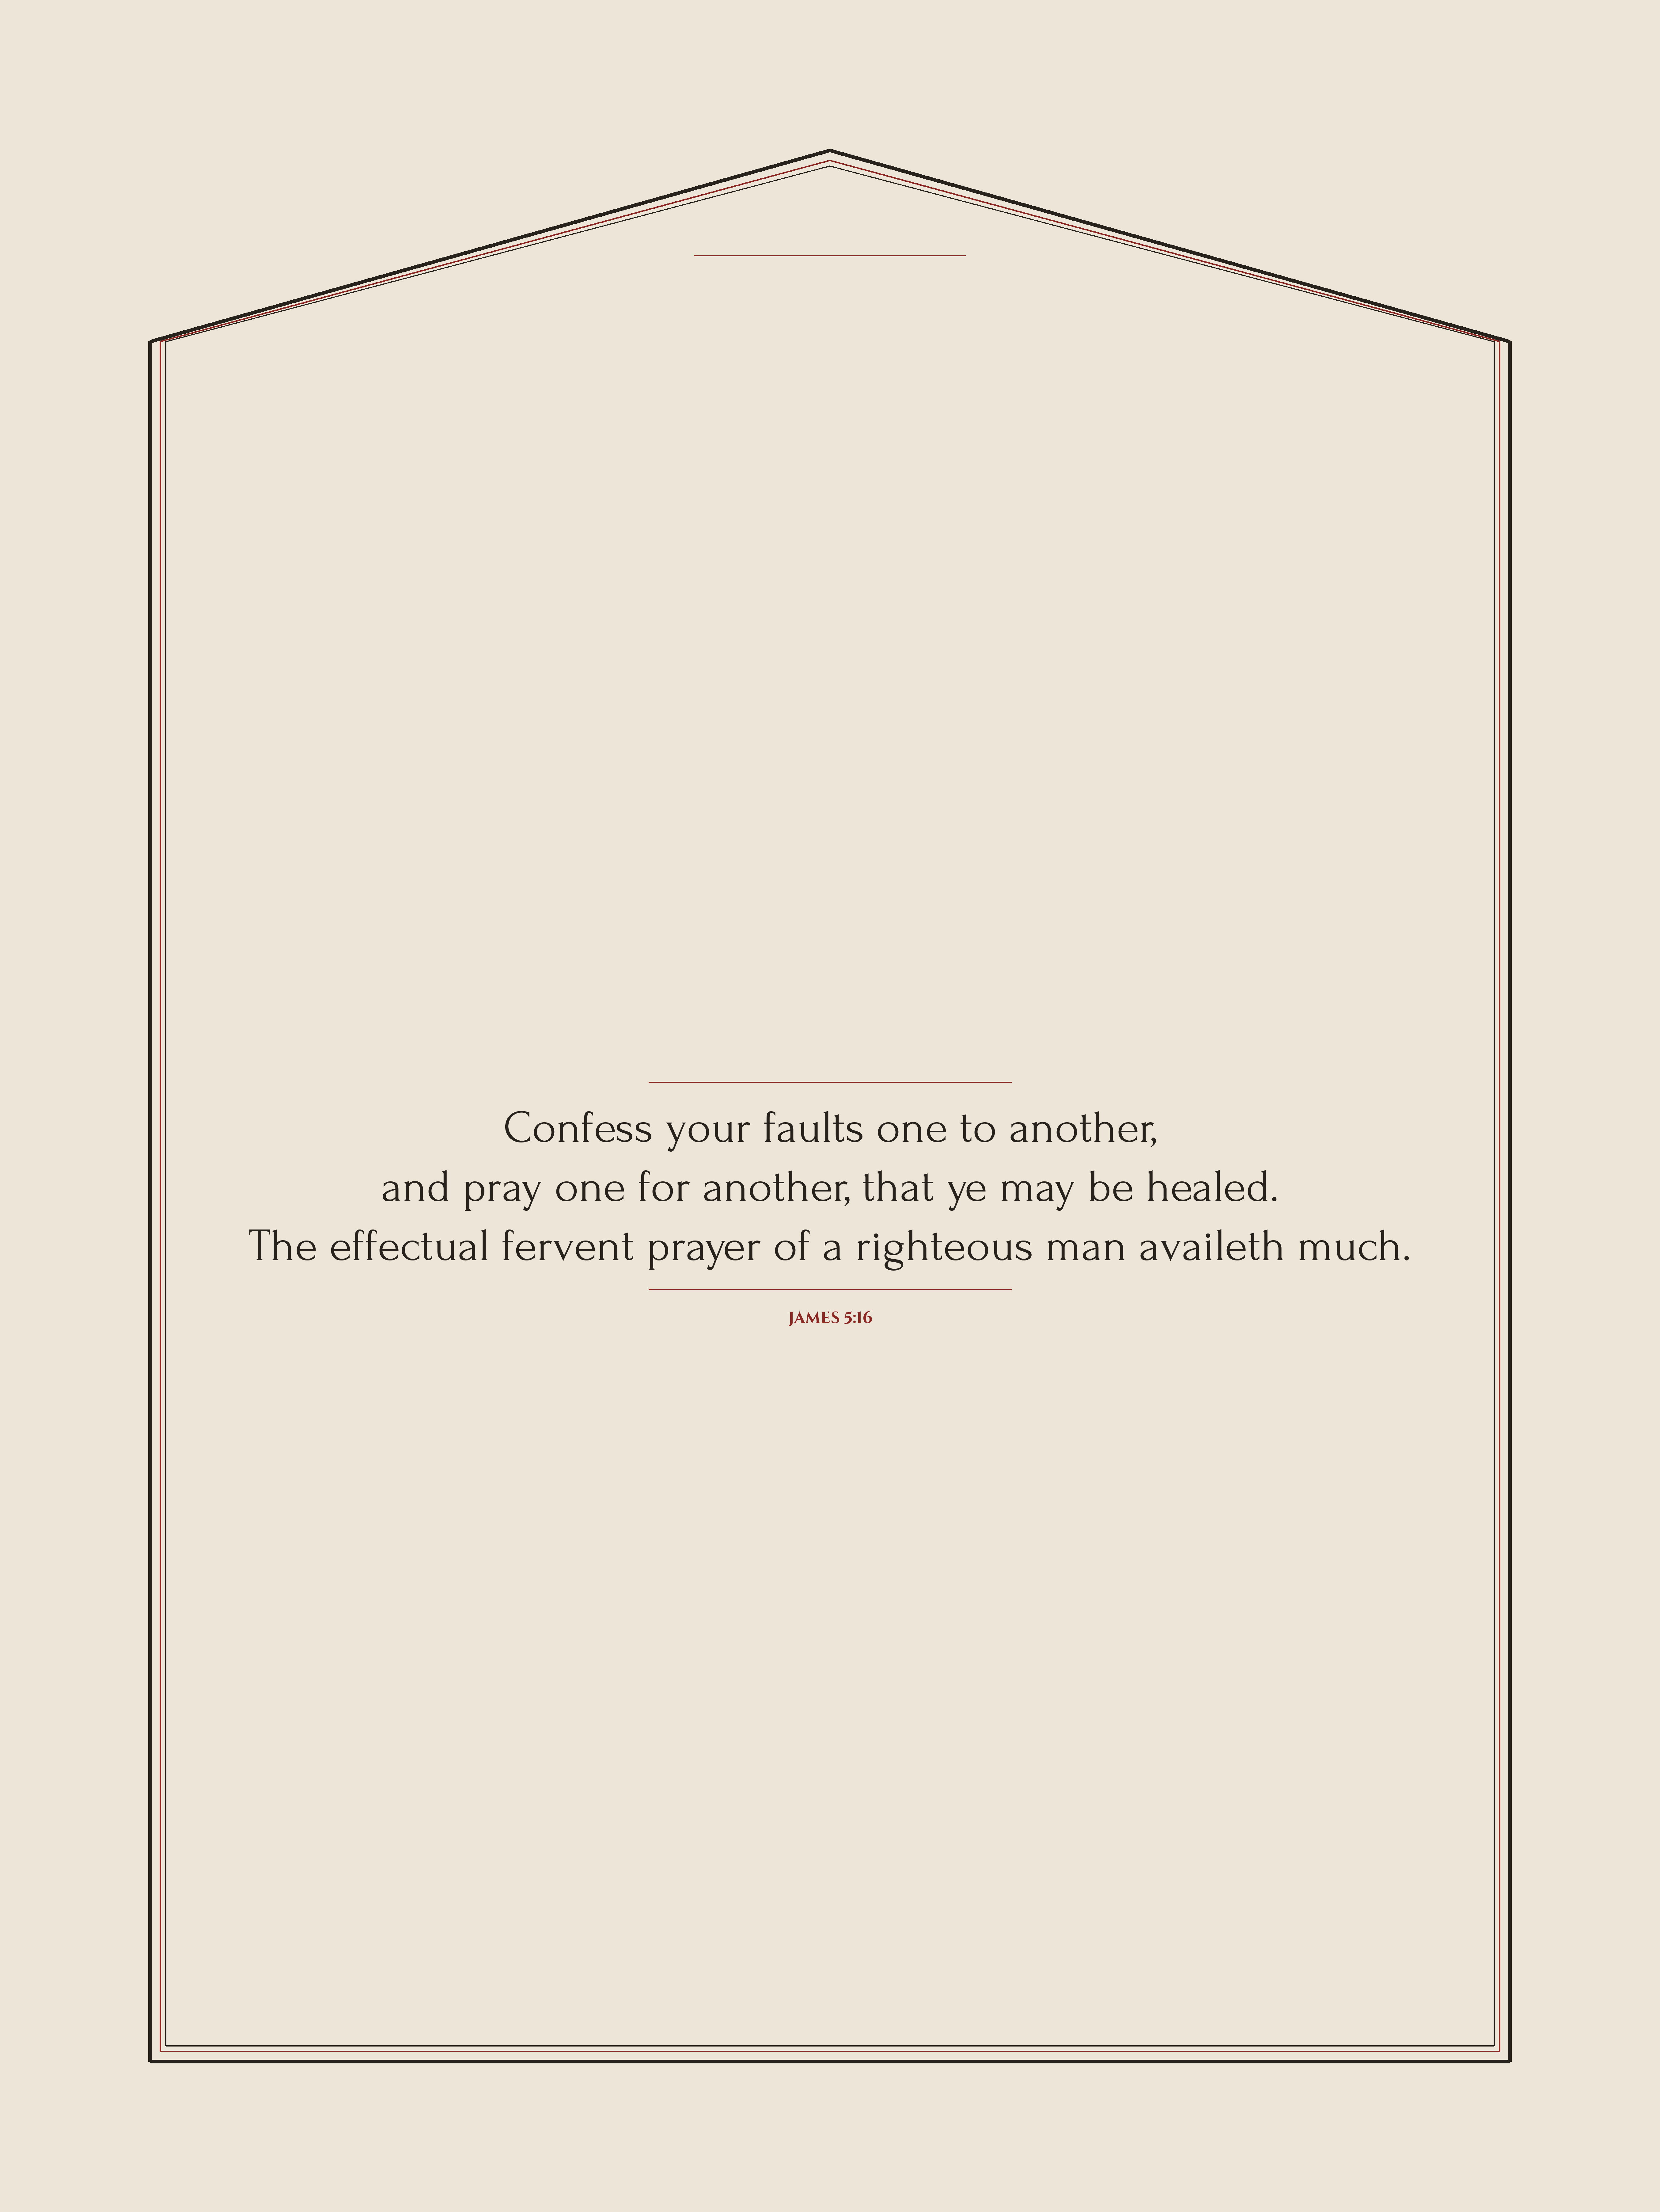 Confess your faults one to another,
and pray one for another, that ye may be healed.
The effectual fervent prayer of a righteous man availeth much.
JAMES 5:16